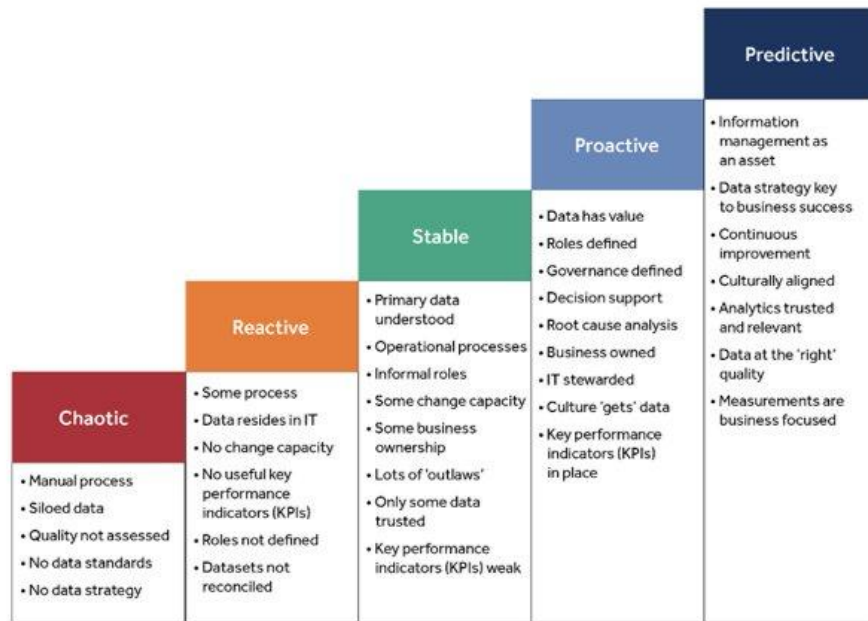 Chaotic
• Manual process
• Siloed data
• Quality not assessed
• No data standards
• No data strategy
Reactive
• Some process
• Data resides in IT
• No change capacity
• No useful key
performance
indicators (KPIs)
• Roles not defined
• Datasets not
reconciled
Stable
• Primary data
understood
• Operational processes
• Informal roles
• Some change capacity
• Some business
ownership
• Lots of 'outlaws'
• Only some data
trusted
• Key performance
indicators (KPIs) weak
Proactive
• Data has value
• Roles defined
• Governance defined
• Decision support
• Root cause analysis
• Business owned
• IT stewarded
• Culture 'gets' data
• Key performance
indicators (KPIs)
in place
Predictive
• Information
management as
an asset
• Data strategy key
to business success
• Continuous
improvement
• Culturally aligned
• Analytics trusted
and relevant
• Data at the 'right'
quality
• Measurements are
business focused